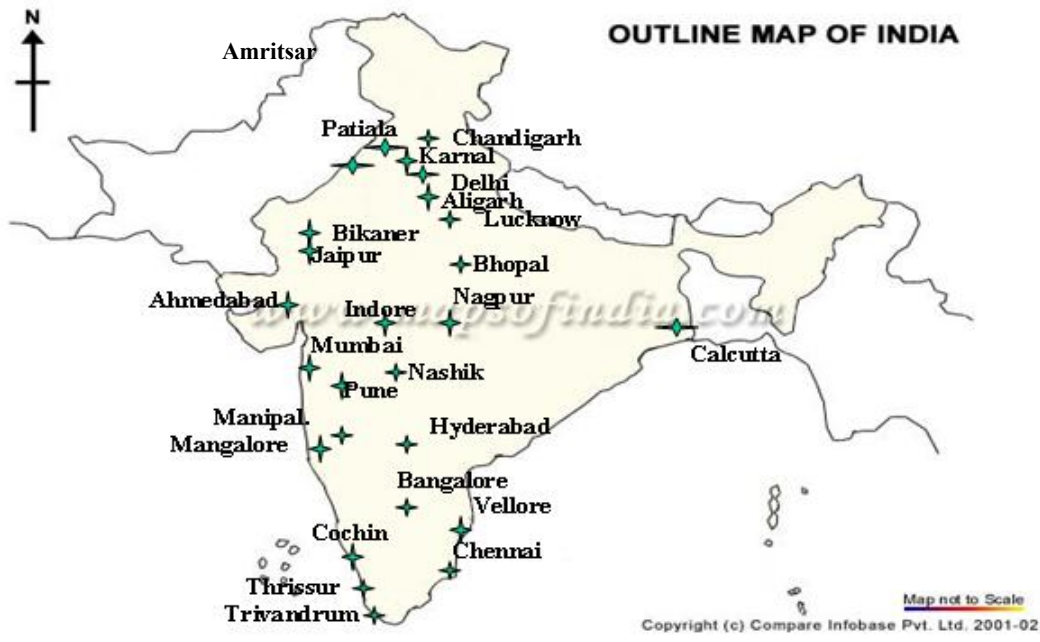 N
OUTLINE MAP OF INDIA
Amritsar
Patiala
Chandigarh
Karnal
Delhi
Aligarh
Lucknow
Bikaner
Jaipur
Bhopal
Ahmedabad
Indore
Nagpur
www.mapsofindia.com
Mumbai
Calcutta
Nashik
Pune
Manipal.
Hyderabad
Mangalore
Bangalore
Vellore
Cochin
Chennai
Thrissur
Trivandrum
Map not to Scale
Copyright (c) Compare Infobase Pvt. Ltd. 2001-02